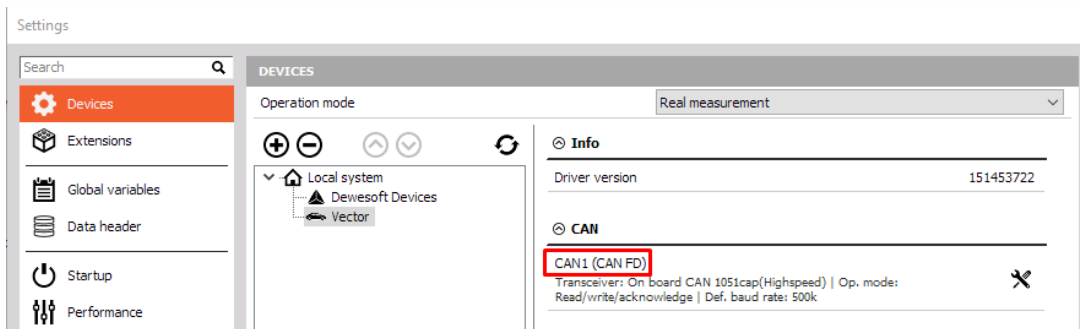 Settings
Search
DEVICES
Devices
Operation mode
Real measurement
Extensions
Info
Local system
Driver version
151453722
Global variables
Dewesoft Devices
Vector
Data header
CAN
CAN1 (CAN FD)
Startup
Transceiver: On board CAN 1051cap(Highspeed) | Op. mode:
Read/write/acknowledge | Def. baud rate: 500k
Performance